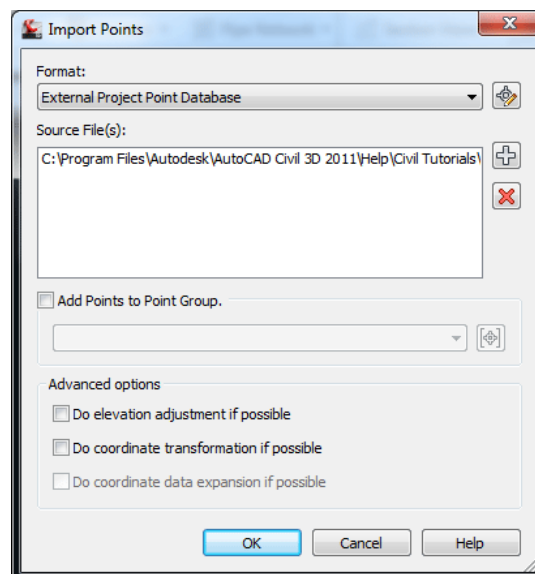 Import Points
Format:
External Project Point Database
Source File(s):
C:\Program Files\Autodesk\AutoCAD Civil 3D 2011\Help\Civil Tutorials\
Add Points to Point Group.
Advanced options
Do elevation adjustment if possible
Do coordinate transformation if possible
Do coordinate data expansion if possible
OK Cancel Help